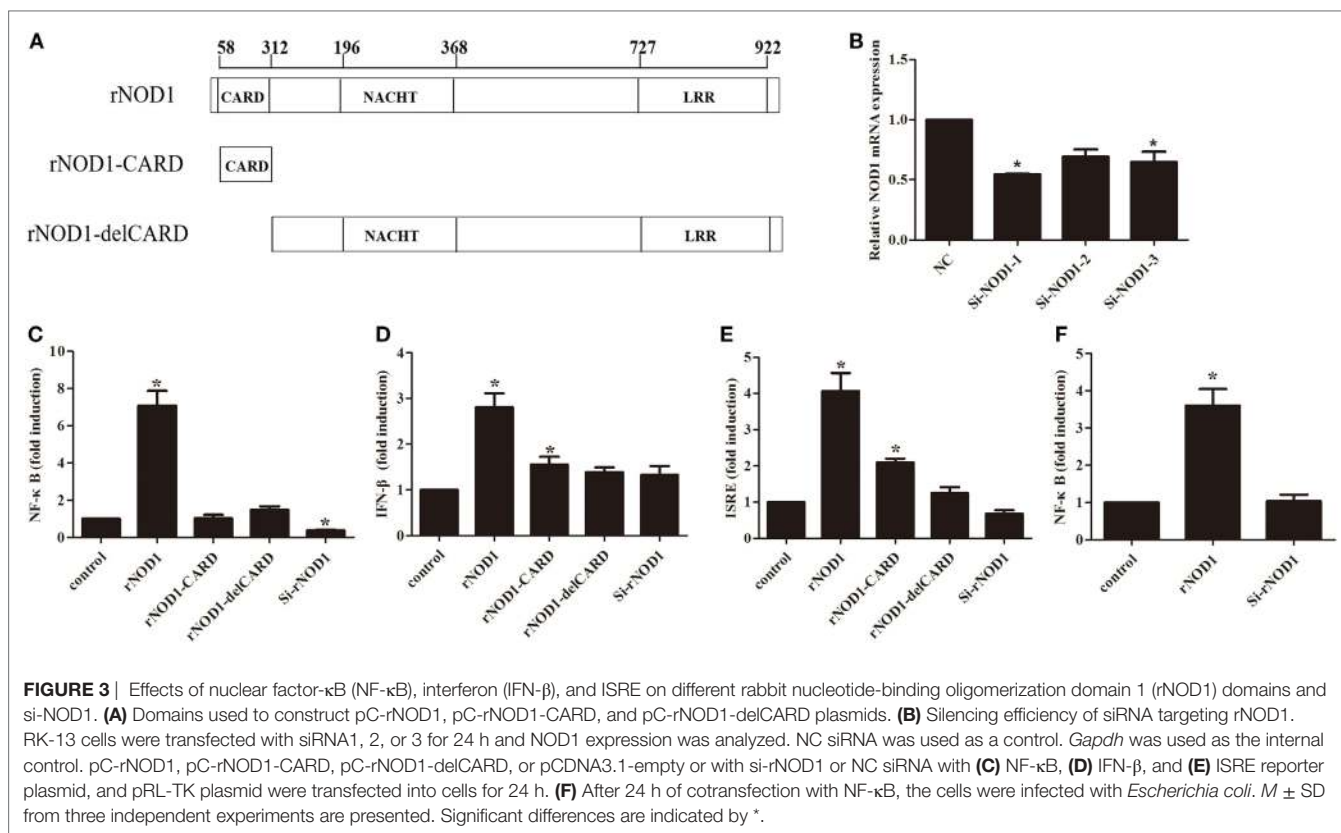 A
58 312 196 368 727 922
rNOD1
CARD NACHT LRR
rNOD1-CARD
CARD
rNOD1-delCARD
NACHT LRR
B
Relative NOD1 mRNA expression
1.5
1.0
0.5
0.0
* *
NC Si-NOD1-1 Si-NOD1-2 Si-NOD1-3
C
NF-κ B (fold induction)
10
8
6
4
2
0
* *
control rNOD1 rNOD1-CARD rNOD1-delCARD Si-rNOD1
D
IFN-β (fold induction)
4
3
2
1
0
* *
control rNOD1 rNOD1-CARD rNOD1-delCARD Si-rNOD1
E
ISRE (fold induction)
5
4
3
2
1
0
* *
control rNOD1 rNOD1-CARD rNOD1-delCARD Si-rNOD1
F
NF-κ B (fold induction)
5
4
3
2
1
0
*
control rNOD1 Si-rNOD1
FIGURE 3 | Effects of nuclear factor-κB (NF-κB), interferon (IFN-β), and ISRE on different rabbit nucleotide-binding oligomerization domain 1 (rNOD1) domains and
si-NOD1. (A) Domains used to construct pC-rNOD1, pC-rNOD1-CARD, and pC-rNOD1-delCARD plasmids. (B) Silencing efficiency of siRNA targeting rNOD1.
RK-13 cells were transfected with siRNA1, 2, or 3 for 24 h and NOD1 expression was analyzed. NC siRNA was used as a control. Gapdh was used as the internal
control. pC-rNOD1, pC-rNOD1-CARD, pC-rNOD1-delCARD, or pCDNA3.1-empty or with si-rNOD1 or NC siRNA with (C) NF-κB, (D) IFN-β, and (E) ISRE reporter
plasmid, and pRL-TK plasmid were transfected into cells for 24 h. (F) After 24 h of cotransfection with NF-κB, the cells were infected with Escherichia coli. M ± SD
from three independent experiments are presented. Significant differences are indicated by *.